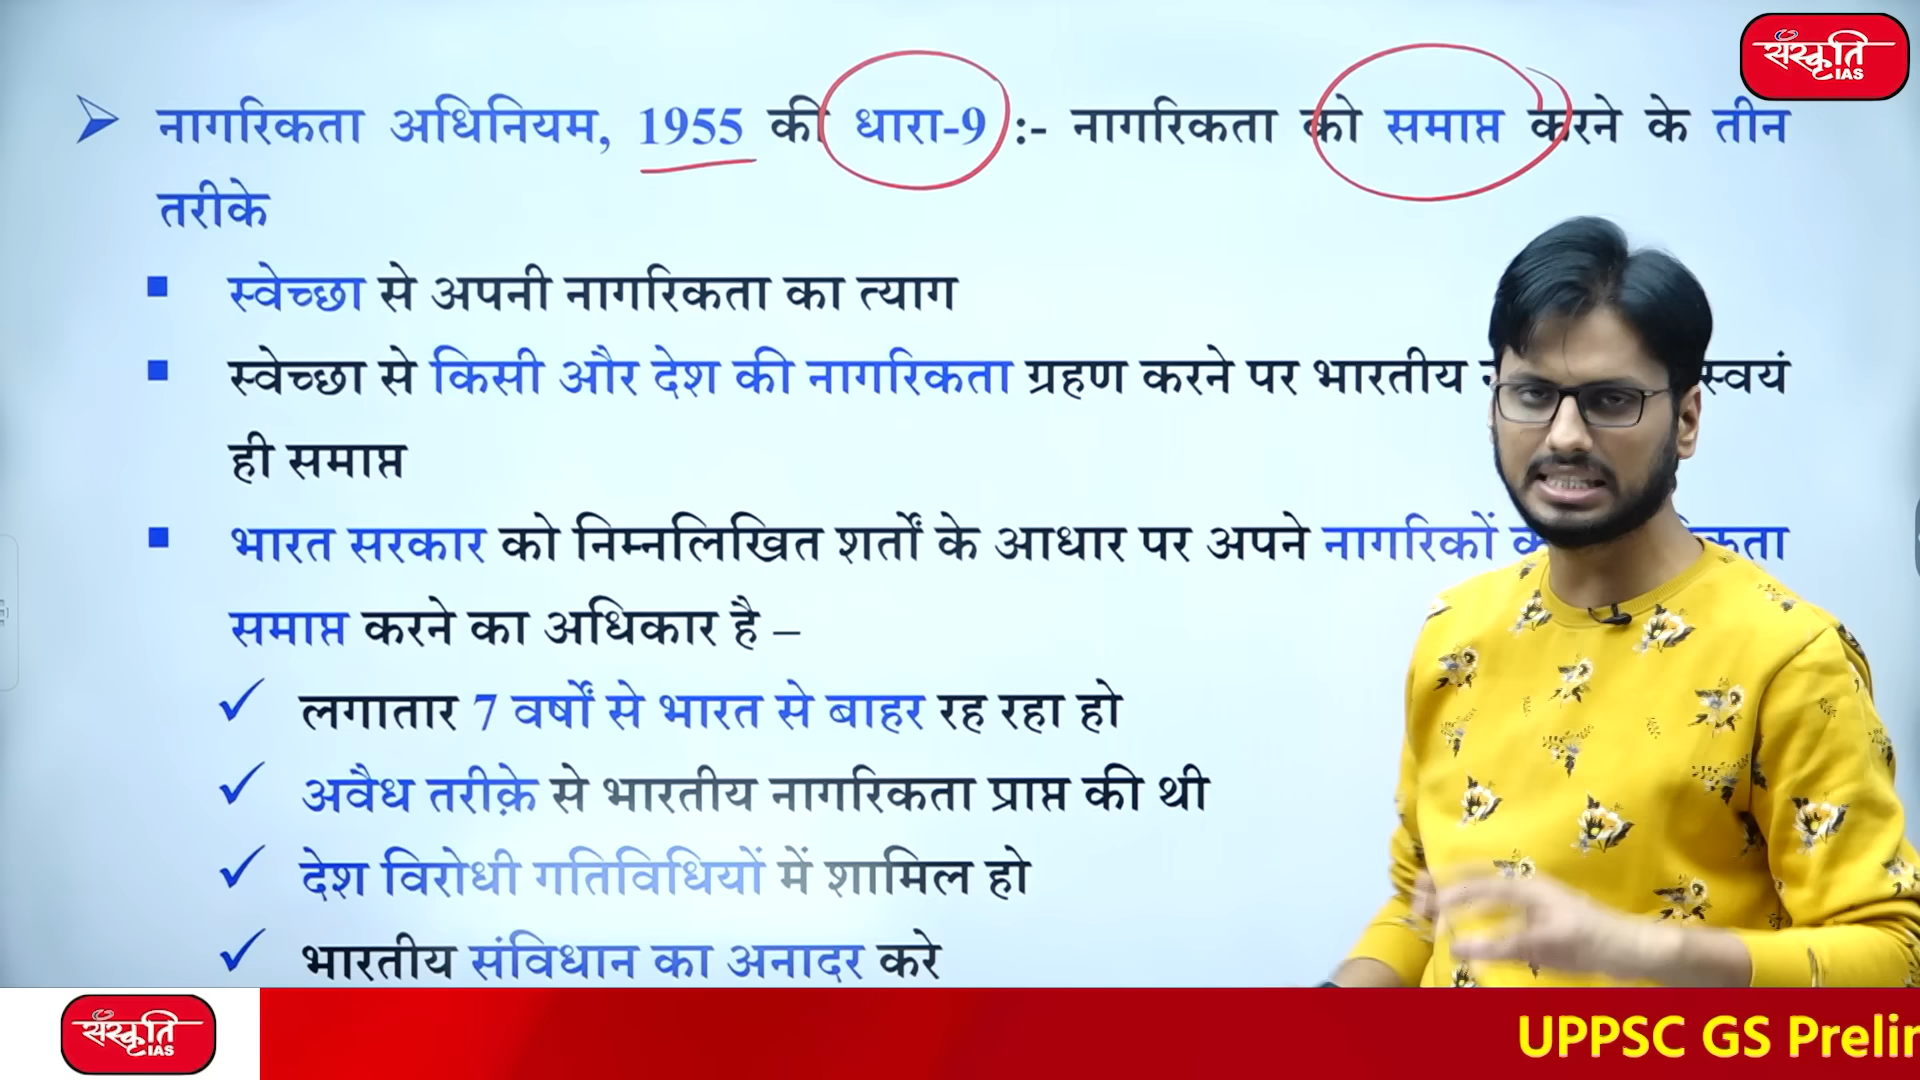 संस्कृति
IAS
नागरिकता अधिनियम, 1955 की धारा-9 :- नागरिकता को समाप्त करने के तीन
तरीके
स्वेच्छा से अपनी नागरिकता का त्याग
स्वेच्छा से किसी और देश की नागरिकता ग्रहण करने पर भारतीय स्वयं
ही समाप्त
भारत सरकार को निम्नलिखित शर्तों के आधार पर अपने नागरिकों
समाप्त करने का अधिकार है –
लगातार 7 वर्षों से भारत से बाहर रह रहा हो
अवैध तरीक़े से भारतीय नागरिकता प्राप्त की थी
देश विरोधी गतिविधियों में शामिल हो
भारतीय संविधान का अनादर करे
संस्कृति
IAS
UPPSC GS